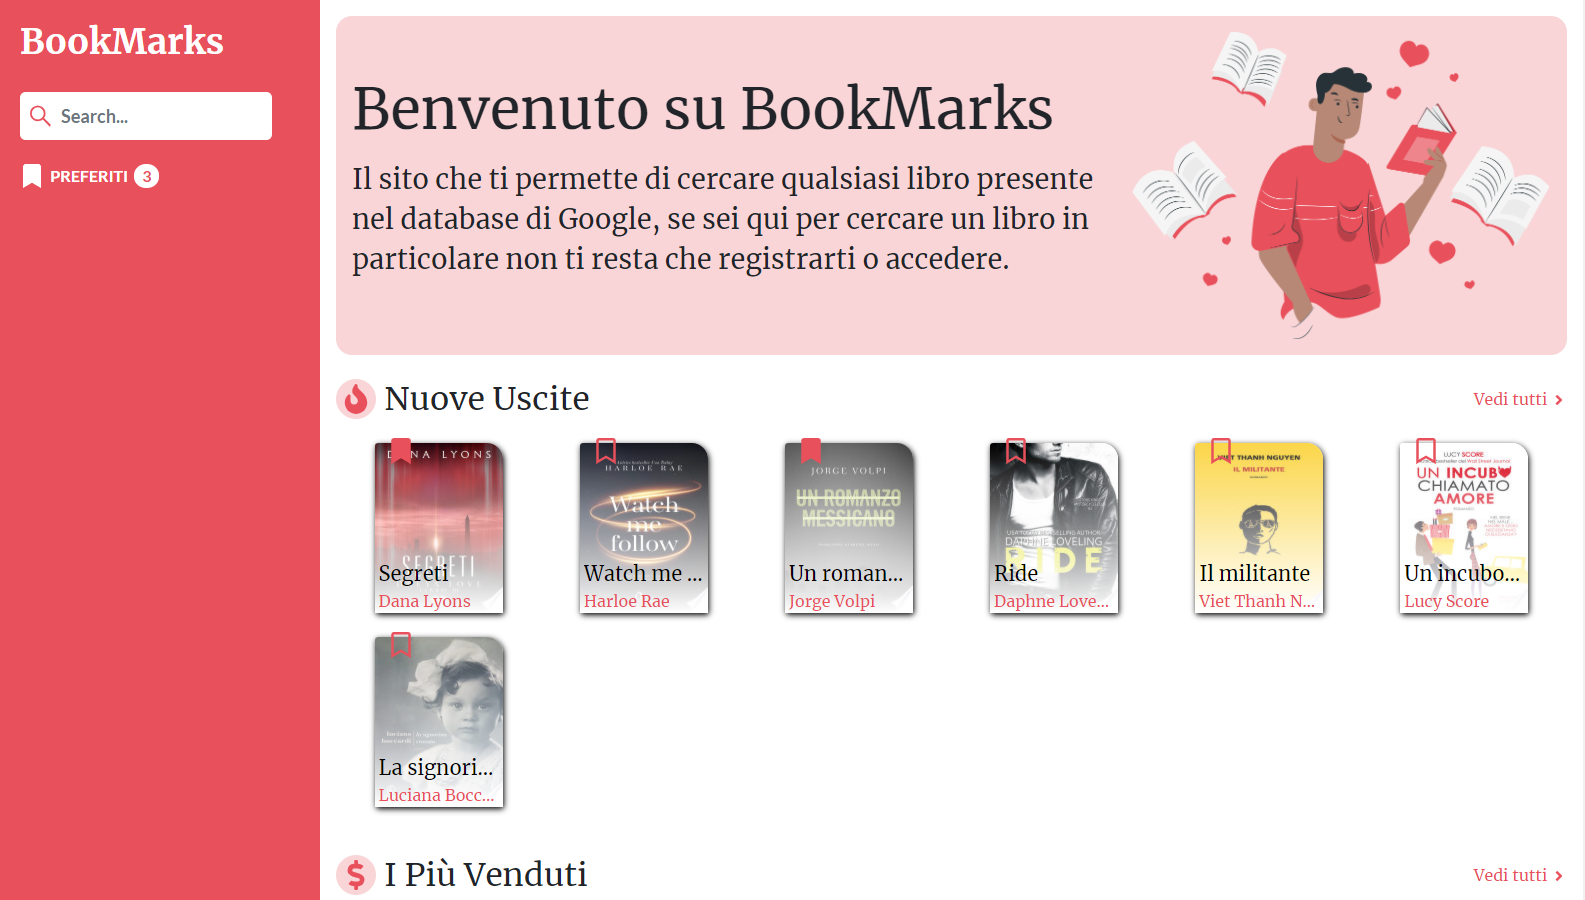 BookMarks
Search...
PREFERITI 3
Benvenuto su BookMarks
Il sito che ti permette di cercare qualsiasi libro presente
nel database di Google, se sei qui per cercare un libro in
particolare non ti resta che registrarti o accedere.
Nuove Uscite
Vedi tutti
DANA LYONS
SEGRETI
Segreti
Dana Lyons
HARLOE RAE
Watch
me
follow
Watch me ...
Harloe Rae
JORGE VOLPI
UN ROMANZO
MESSICANO
Un roman...
Jorge Volpi
DAPHNE LOVELING
RIDE
Ride
Daphne Love...
VIET THANH NGUYEN
IL MILITANTE
Il militante
Viet Thanh N...
LUCY SCORE
UN INCUBO
CHIAMATO
AMORE
Un incubo...
Lucy Score
La signori...
Luciana Bocc...
I Più Venduti
Vedi tutti